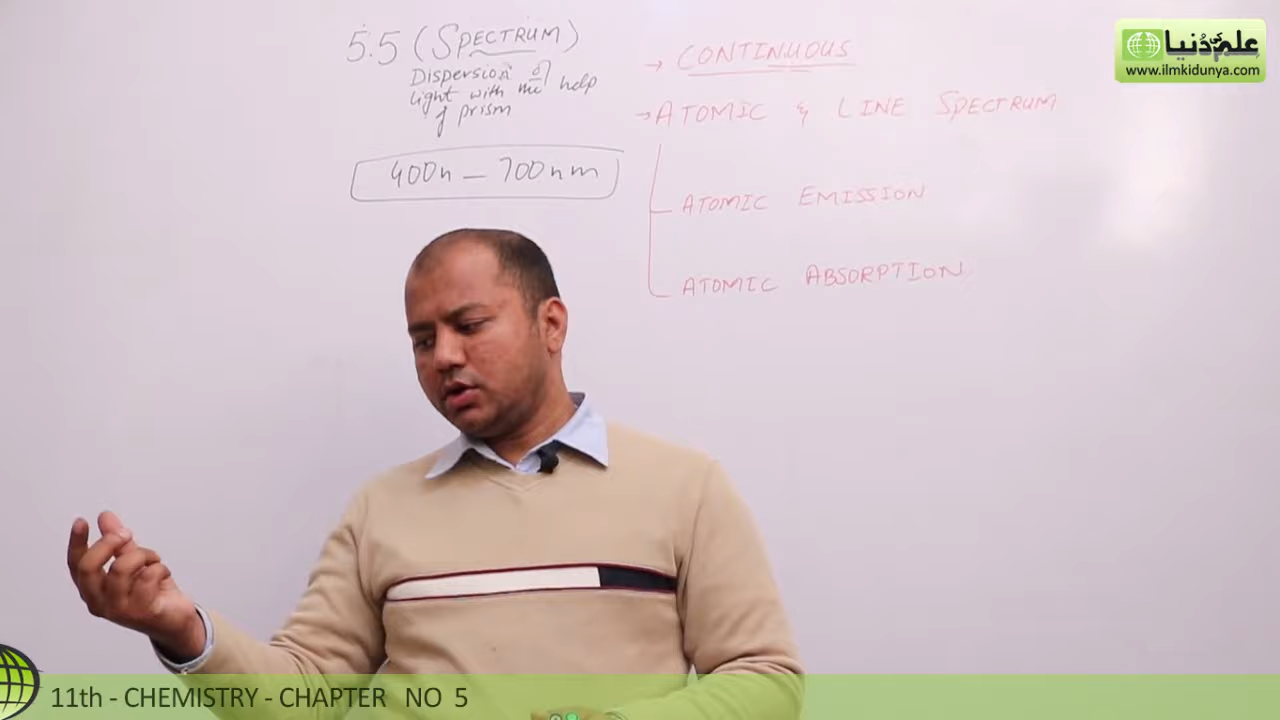 5.5 (SPECTRUM)
Dispersion of
light with the help
of prism
400n — 700nm
→ CONTINUOUS
→ ATOMIC & LINE SPECTRUM
ATOMIC EMISSION
ATOMIC ABSORPTION
علم کی دُنیا
www.ilmkidunya.com
11th - CHEMISTRY - CHAPTER NO 5